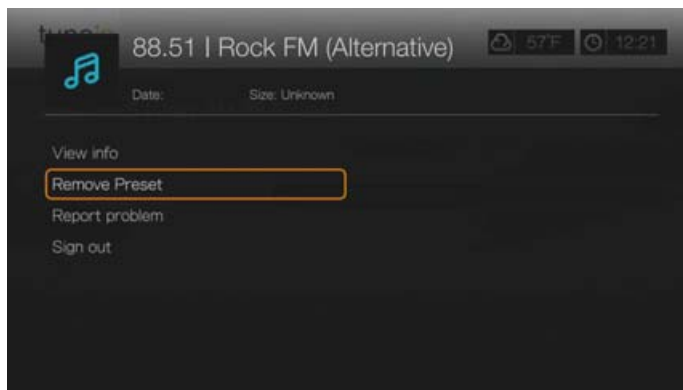 88.51 | Rock FM (Alternative)
57°F
12:21
Date:
Size: Unknown
View info
Remove Preset
Report problem
Sign out